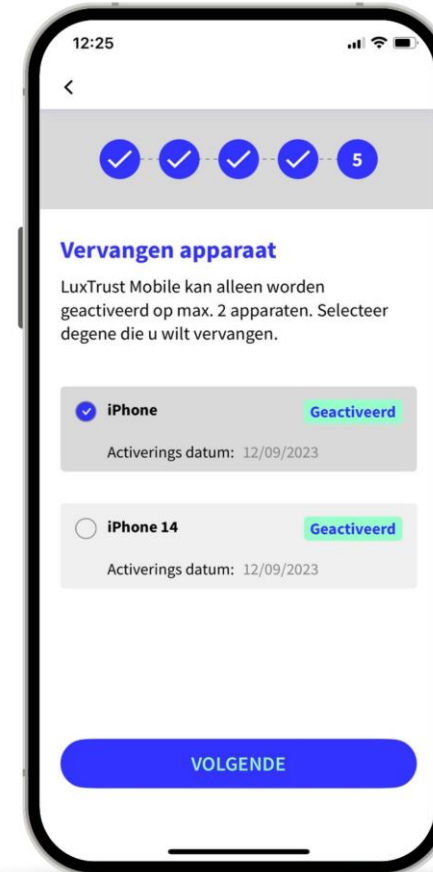 12:25
5
Vervangen apparaat
LuxTrust Mobile kan alleen worden
geactiveerd op max. 2 apparaten. Selecteer
degene die u wilt vervangen.
iPhone
Geactiveerd
Activerings datum: 12/09/2023
iPhone 14
Geactiveerd
Activerings datum: 12/09/2023
VOLGENDE